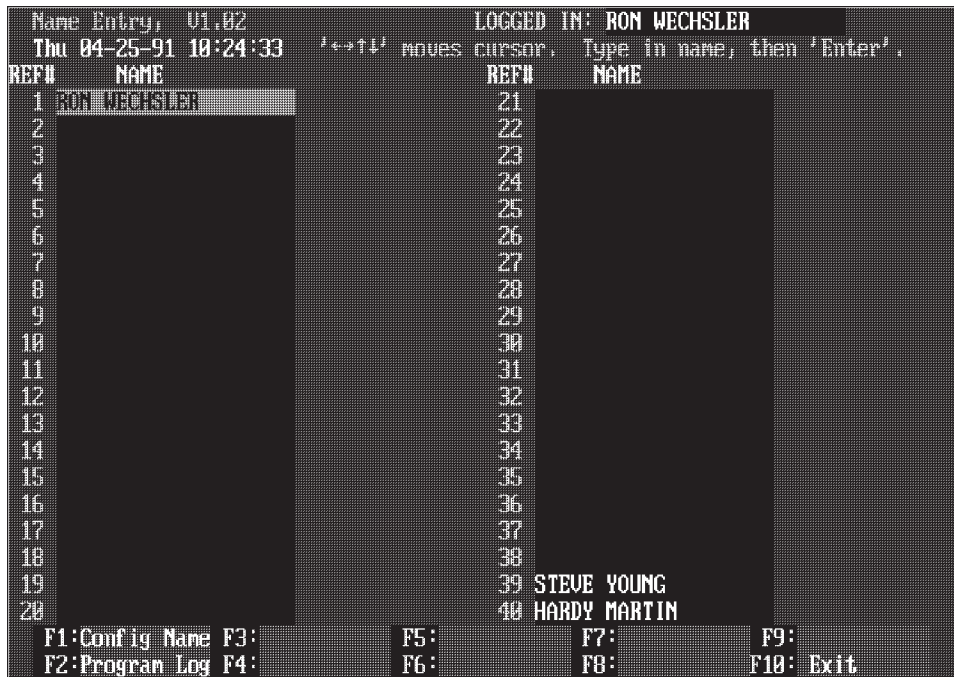 Name Entry, V1.02 LOGGED IN: RON WECHSLER
Thu 04-25-91 10:24:33 '↔↑↓' moves cursor. Type in name, then 'Enter'.
REF# NAME REF# NAME
1 RON WECHSLER 21
2 22
3 23
4 24
5 25
6 26
7 27
8 28
9 29
10 30
11 31
12 32
13 33
14 34
15 35
16 36
17 37
18 38
19 39 STEVE YOUNG
20 40 HARDY MARTIN
F1:Config Name F3: F5: F7: F9:
F2:Program Log F4: F6: F8: F10: Exit